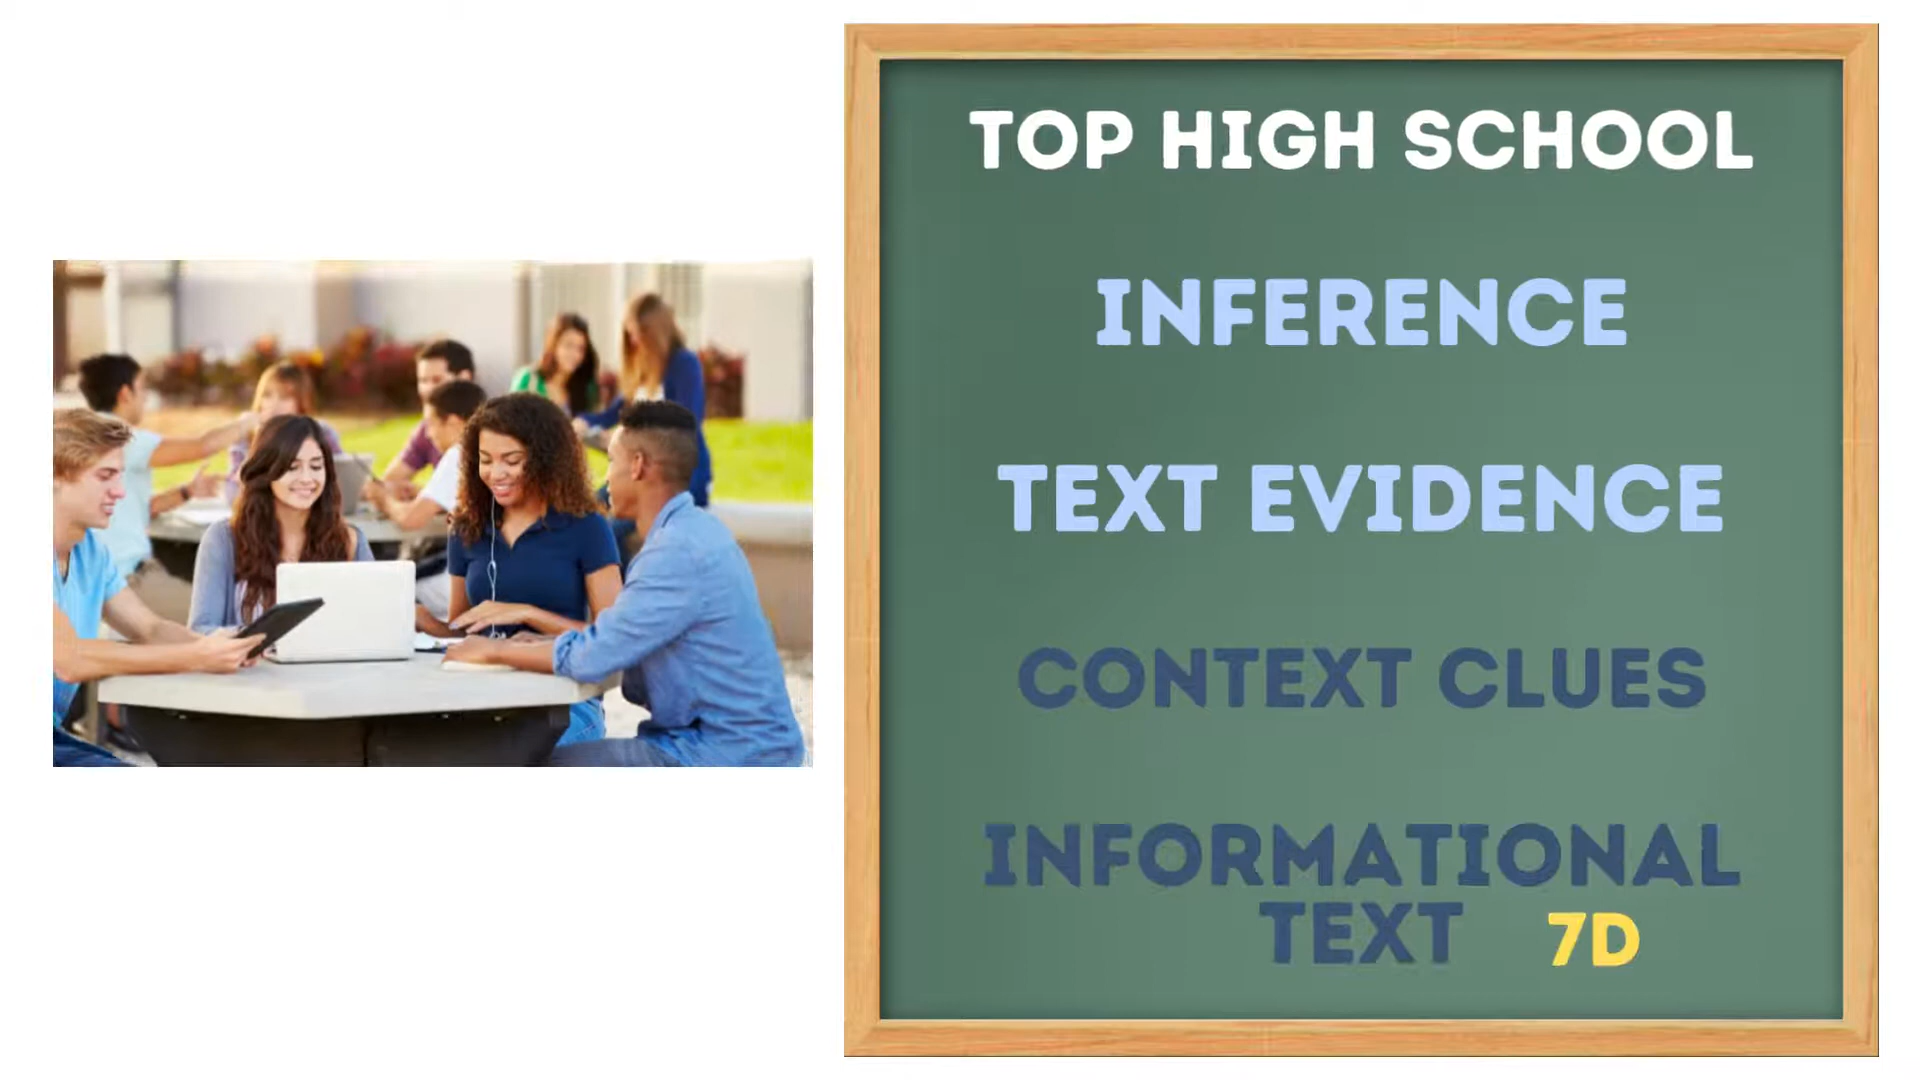 TOP HIGH SCHOOL
INFERENCE
TEXT EVIDENCE
CONTEXT CLUES
INFORMATIONAL
TEXT 7D